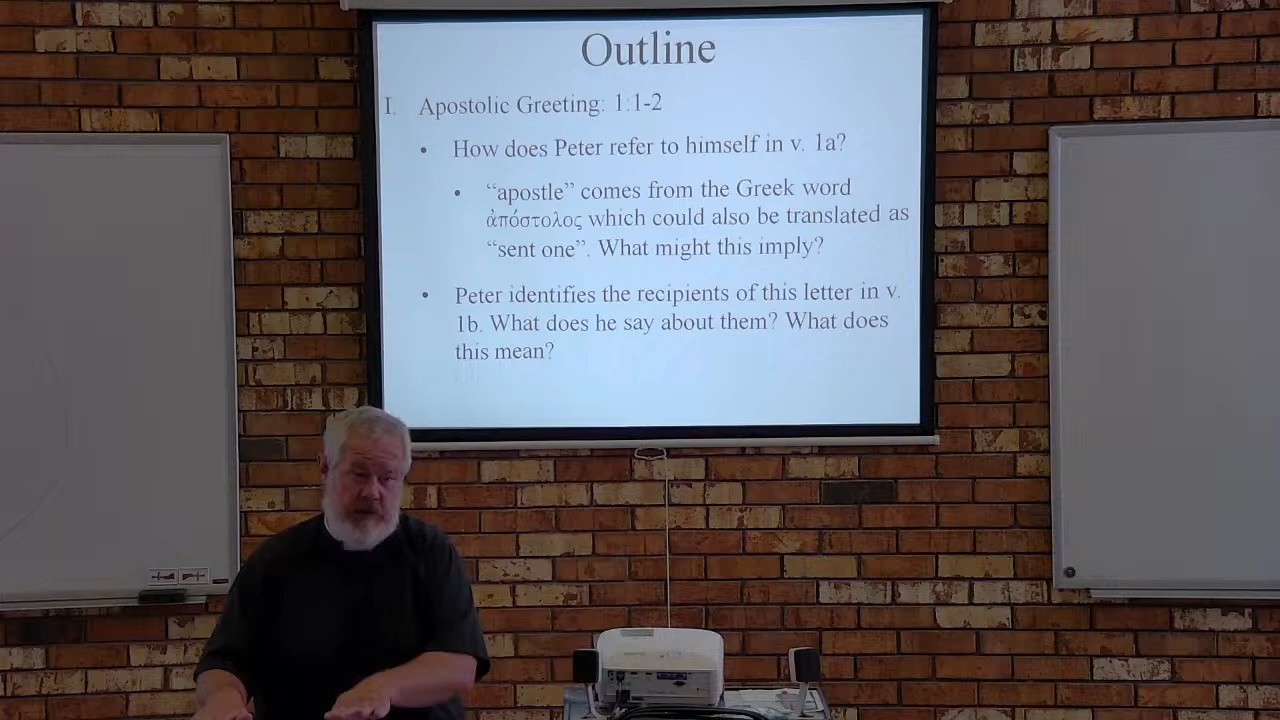 Outline
I. Apostolic Greeting: 1:1-2
• How does Peter refer to himself in v. 1a?
• “apostle” comes from the Greek word
ἀπόστολος which could also be translated as
“sent one”. What might this imply?
• Peter identifies the recipients of this letter in v.
1b. What does he say about them? What does
this mean?